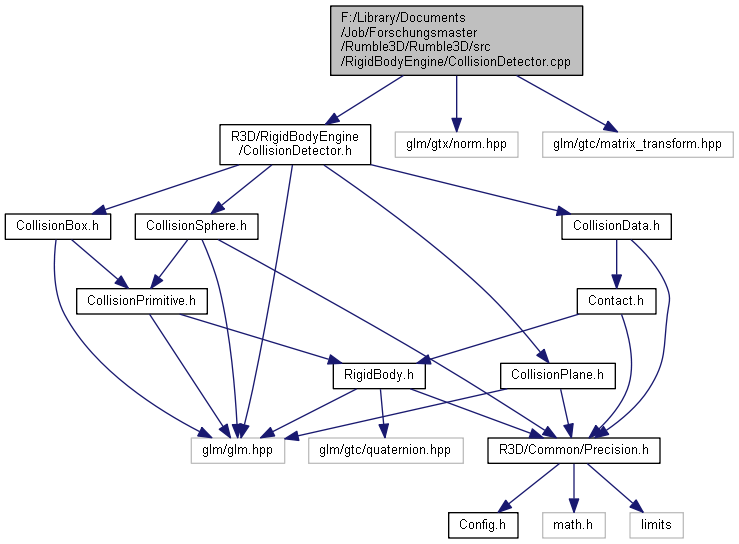 F:/Library/Documents
/Job/Forschungsmaster
/Rumble3D/Rumble3D/src
/RigidBodyEngine/CollisionDetector.cpp
R3D/RigidBodyEngine
/CollisionDetector.h
glm/gtx/norm.hpp
glm/gtc/matrix_transform.hpp
CollisionBox.h
CollisionSphere.h
CollisionData.h
CollisionPrimitive.h
Contact.h
RigidBody.h
CollisionPlane.h
glm/glm.hpp
glm/gtc/quaternion.hpp
R3D/Common/Precision.h
Config.h
math.h
limits